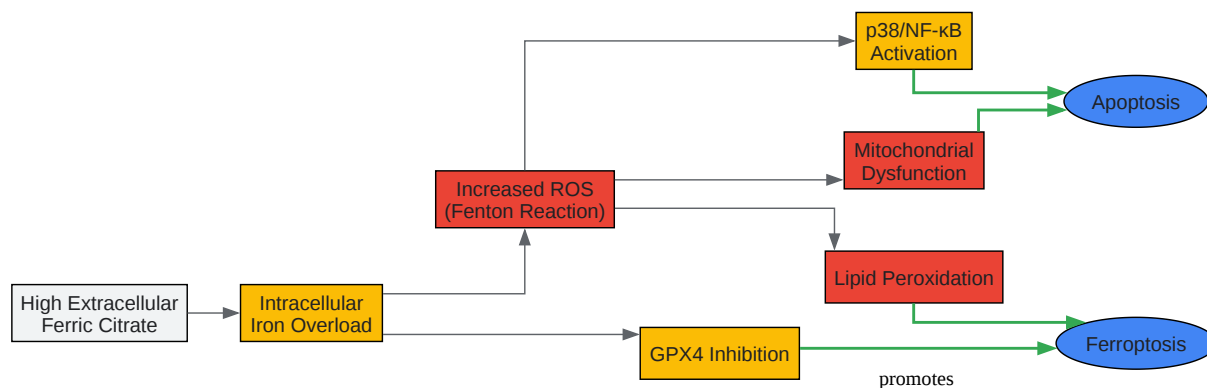 p38/NF-κB
Activation
Apoptosis
Mitochondrial
Dysfunction
Increased ROS
(Fenton Reaction)
Lipid Peroxidation
High Extracellular
Ferric Citrate
Intracellular
Iron Overload
GPX4 Inhibition
Ferroptosis
promotes